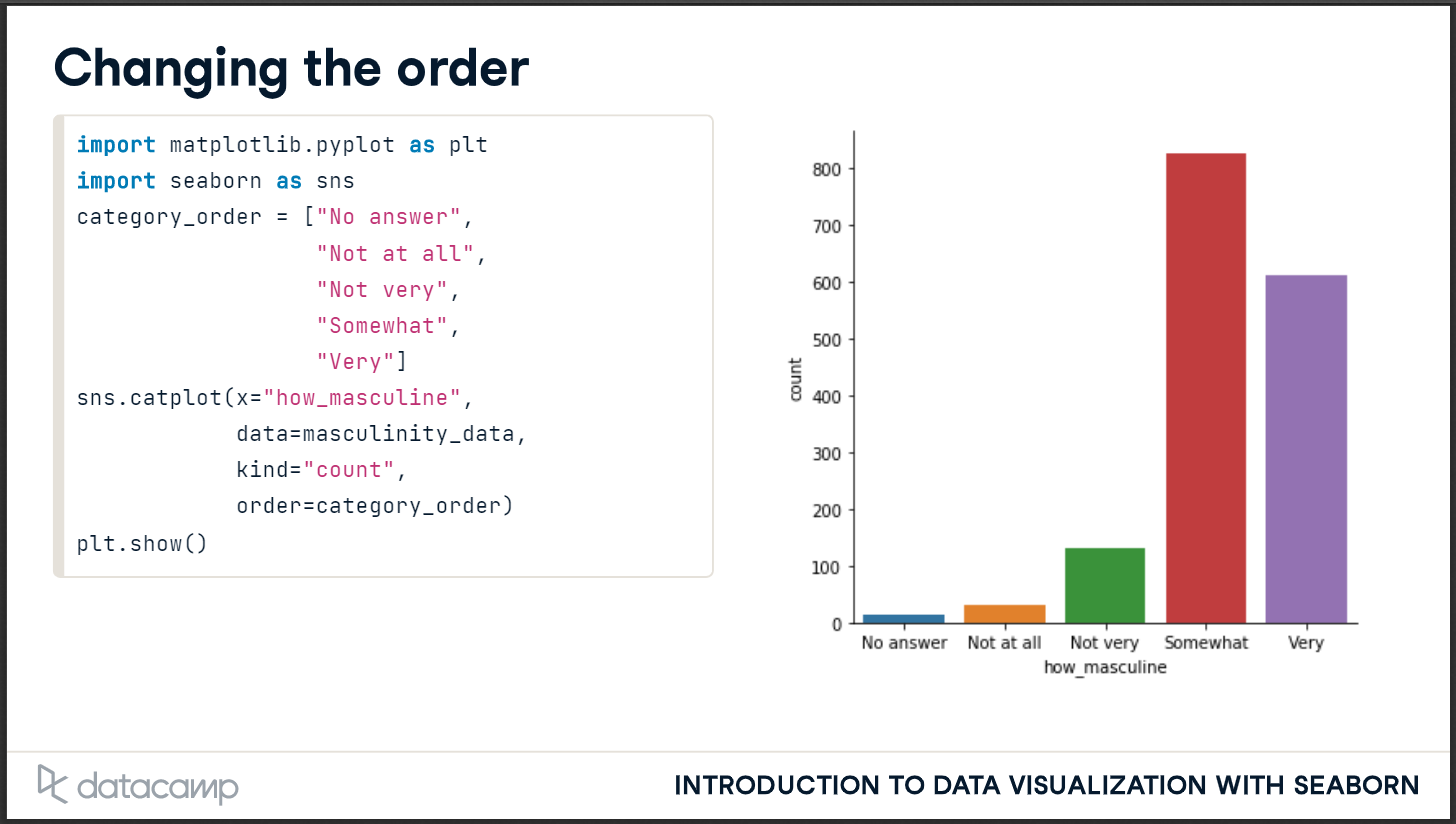 Changing the order
import matplotlib.pyplot as plt
import seaborn as sns
category_order = ["No answer",
"Not at all",
"Not very",
"Somewhat",
"Very"]
sns.catplot(x="how_masculine",
data=masculinity_data,
kind="count",
order=category_order)
plt.show()
800
700
600
500
400
300
200
100
0
count
No answer Not at all Not very Somewhat Very
how_masculine
datacamp
INTRODUCTION TO DATA VISUALIZATION WITH SEABORN